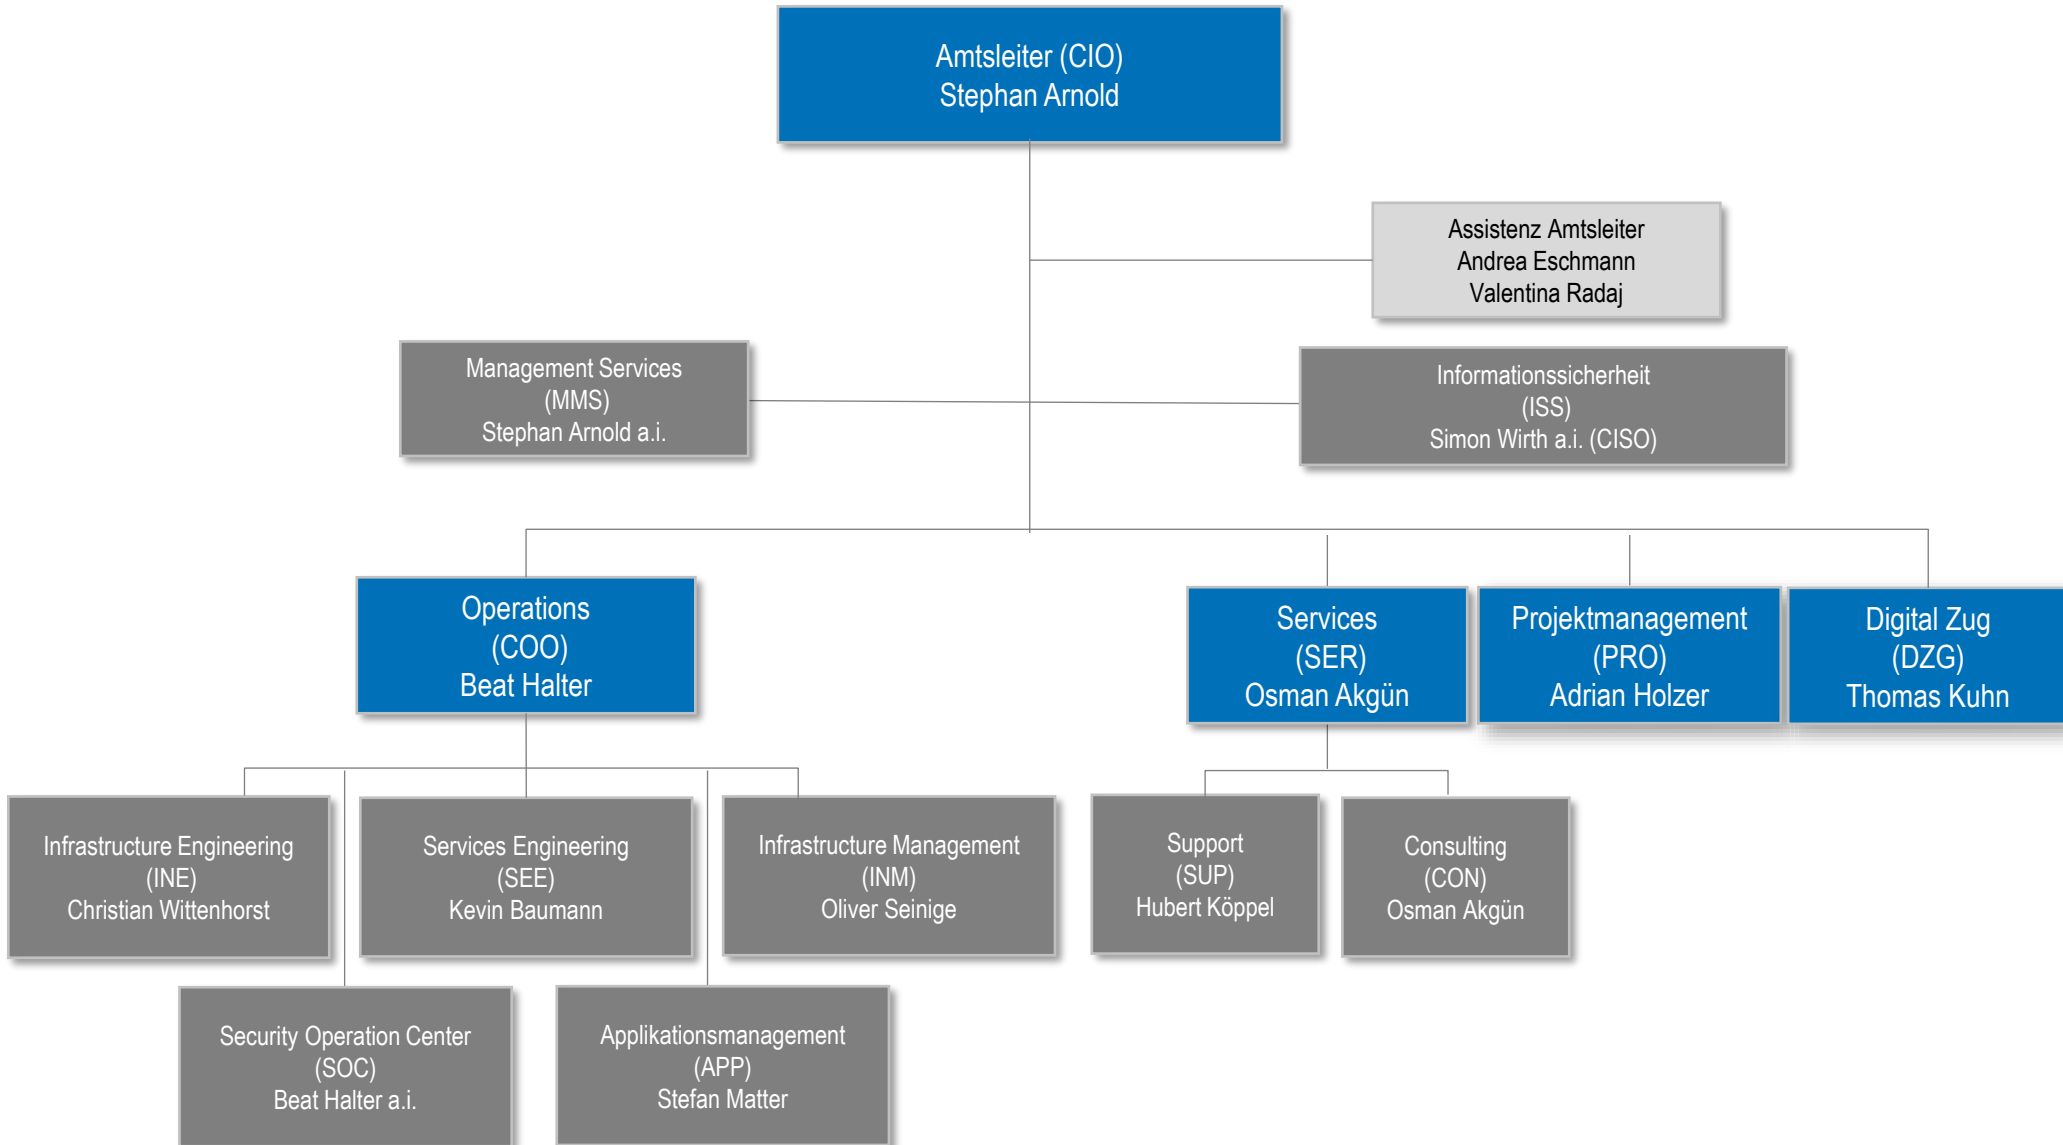 Amtsleiter (CIO)
Stephan Arnold
Assistenz Amtsleiter
Andrea Eschmann
Valentina Radaj
Management Services
(MMS)
Stephan Arnold a.i.
Informationssicherheit
(ISS)
Simon Wirth a.i. (CISO)
Operations
(COO)
Beat Halter
Services
(SER)
Osman Akgün
Projektmanagement
(PRO)
Adrian Holzer
Digital Zug
(DZG)
Thomas Kuhn
Infrastructure Engineering
(INE)
Christian Wittenhorst
Services Engineering
(SEE)
Kevin Baumann
Infrastructure Management
(INM)
Oliver Seinige
Support
(SUP)
Hubert Köppel
Consulting
(CON)
Osman Akgün
Security Operation Center
(SOC)
Beat Halter a.i.
Applikationsmanagement
(APP)
Stefan Matter